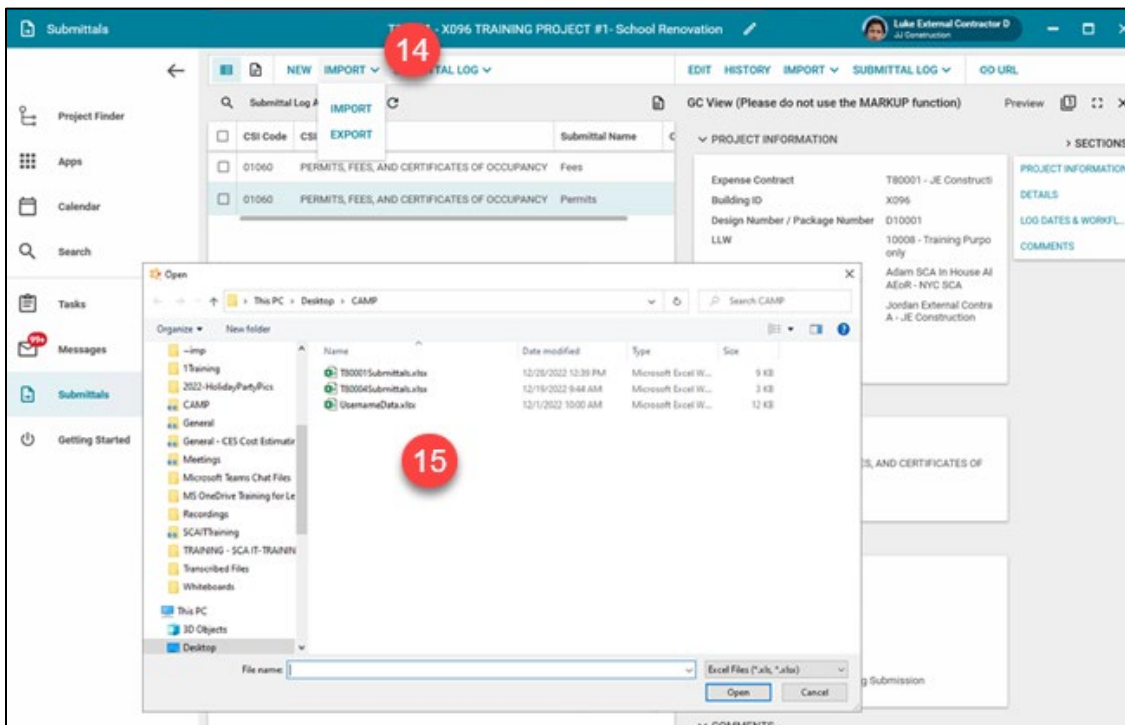 Submittals
X096 TRAINING PROJECT #1- School Renovation
Luke External Contractor D
JJ Construction
14
NEW IMPORT TAL LOG
EDIT HISTORY IMPORT SUBMITTAL LOG URL
Submittal Log A
IMPORT
EXPORT
GC View (Please do not use the MARKUP function) Preview
Project Finder
Apps
Calendar
Search
Tasks
99+
Messages
Submittals
Getting Started
CSI Code CSI Submittal Name C
01060 PERMITS, FEES, AND CERTIFICATES OF OCCUPANCY Fees
01060 PERMITS, FEES, AND CERTIFICATES OF OCCUPANCY Permits
PROJECT INFORMATION
> SECTIONS
PROJECT INFORMATION
DETAILS
LOG DATES & WORKFL...
COMMENTS
Expense Contract T80001 - JE Constructi
Building ID X096
Design Number / Package Number D10001
LLW 10008 - Training Purpo
only
Adam SCA In House AI
AEoR - NYC SCA
Jordan External Contra
A - JE Construction
Open
This PC > Desktop > CAMP
Search CAMP
Organize New folder
~imp
1Training
2022-HolidayPartyPics
CAMP
General
General - CES Cost Estimatir
Meetings
Microsoft Teams Chat Files
MS OneDrive Training for Le
Recordings
SCAITTraining
TRAINING - SCA IT-TRAININ
Transcribed Files
Whiteboards
This PC
3D Objects
Desktop
Name Date modified Type Size
T80001Submittals.xlsx 12/28/2022 12:39 PM Microsoft Excel W... 9 KB
T80004Submittals.xlsx 12/19/2022 9:44 AM Microsoft Excel W... 3 KB
UsernameData.xlsx 12/1/2022 10:00 AM Microsoft Excel W... 12 KB
15
File name: Excel Files (*.xls, *.xlsx)
Open Cancel
ES, AND CERTIFICATES OF
g Submission
COMMENTS